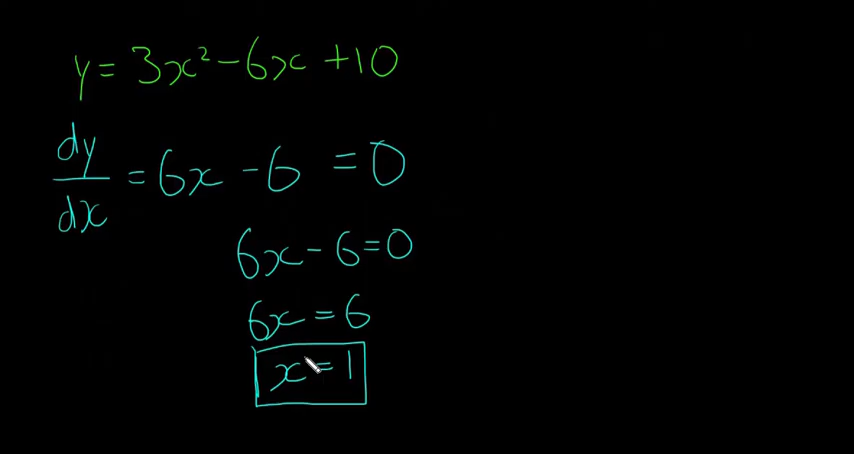 y = 3x² - 6x + 10
dy/dx = 6x - 6 = 0
6x - 6 = 0
6x = 6
x = 1